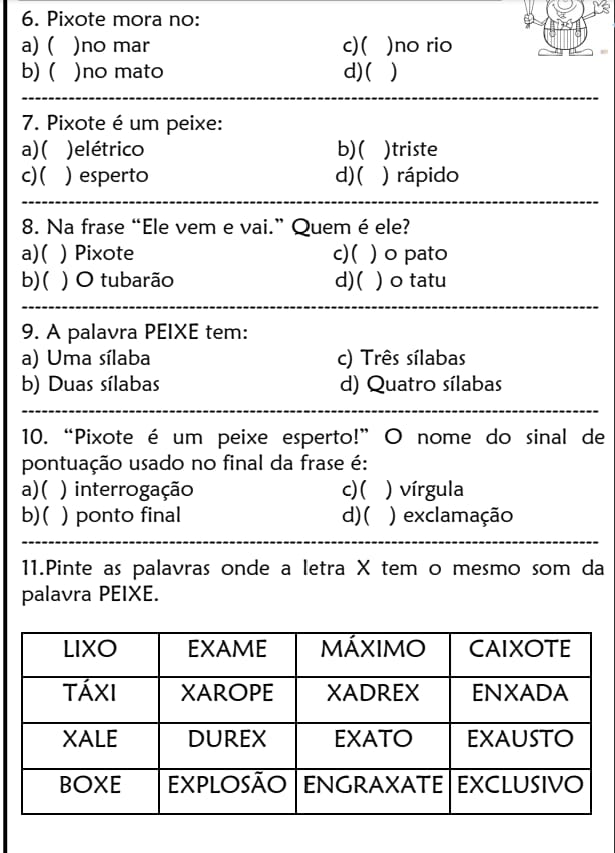 6. Pixote mora no:
a) (   )no mar c)(   )no rio
b) (   )no mato d)(   )
7. Pixote é um peixe:
a)(   )elétrico b)(   )triste
c)(   ) esperto d)(   ) rápido
8. Na frase “Ele vem e vai.” Quem é ele?
a)(   ) Pixote c)(   ) o pato
b)(   ) O tubarão d)(   ) o tatu
9. A palavra PEIXE tem:
a) Uma sílaba c) Três sílabas
b) Duas sílabas d) Quatro sílabas
10. “Pixote é um peixe esperto!” O nome do sinal de
pontuação usado no final da frase é:
a)(   ) interrogação c)(   ) vírgula
b)(   ) ponto final d)(   ) exclamação
11.Pinte as palavras onde a letra X tem o mesmo som da
palavra PEIXE.
LIXO EXAME MÁXIMO CAIXOTE
TÁXI XAROPE XADREX ENXADA
XALE DUREX EXATO EXAUSTO
BOXE EXPLOSÃO ENGRAXATE EXCLUSIVO